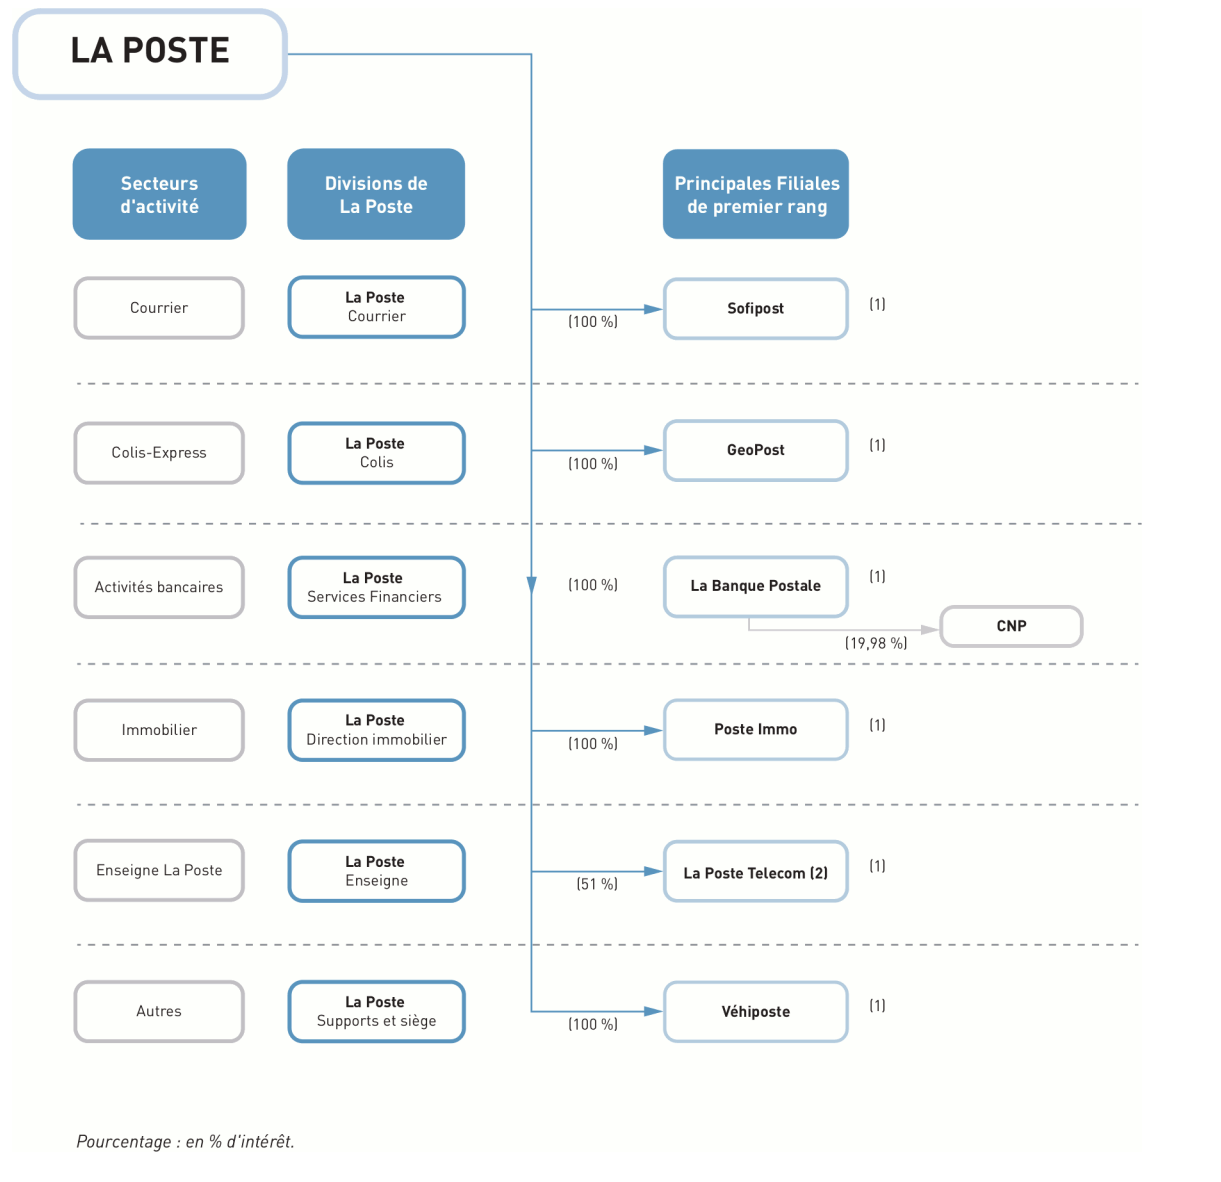 LA POSTE
Secteurs
d'activité
Divisions de
La Poste
Principales Filiales
de premier rang
Courrier
La Poste
Courrier
(100 %)
Sofipost
(1)
Colis-Express
La Poste
Colis
(100 %)
GeoPost
(1)
Activités bancaires
La Poste
Services Financiers
(100 %)
La Banque Postale
(1)
(19,98 %)
CNP
Immobilier
La Poste
Direction immobilier
(100 %)
Poste Immo
(1)
Enseigne La Poste
La Poste
Enseigne
(51 %)
La Poste Telecom (2)
(1)
Autres
La Poste
Supports et siège
(100 %)
Véhiposte
(1)
Pourcentage : en % d'intérêt.